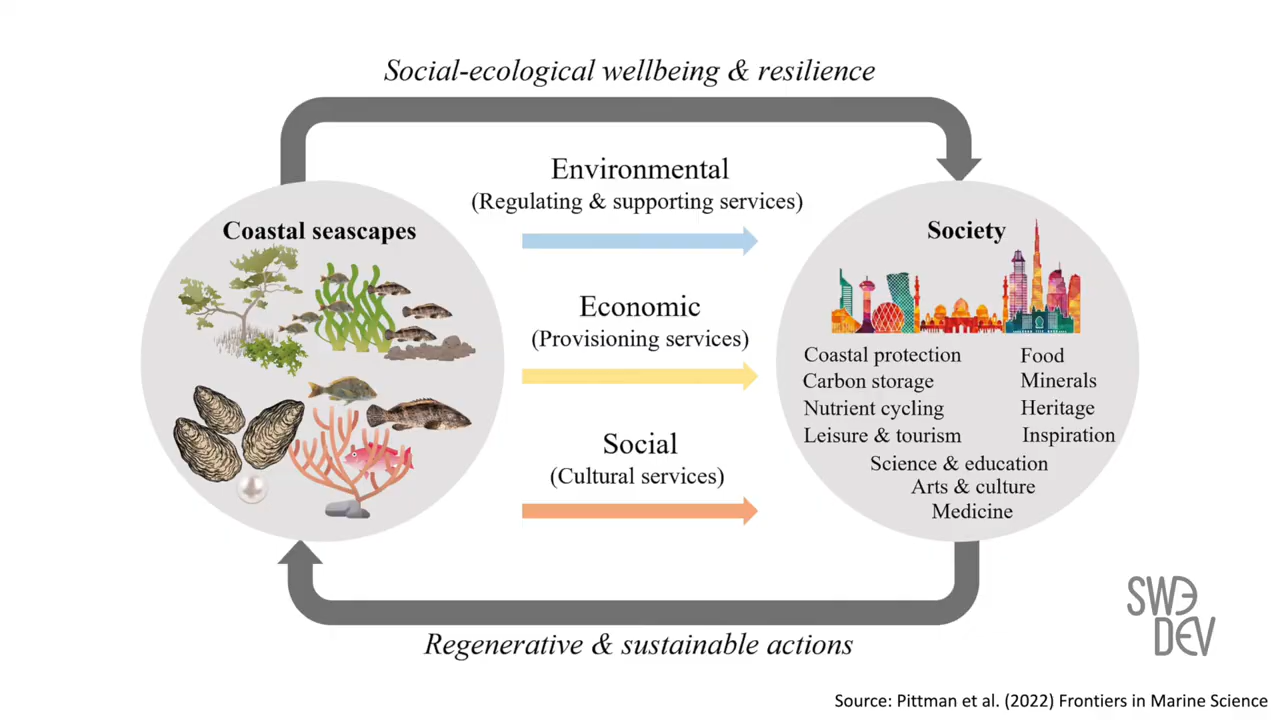 Social-ecological wellbeing & resilience
Environmental
(Regulating & supporting services)
Coastal seascapes
Society
Economic
(Provisioning services)
Coastal protection
Food
Carbon storage
Minerals
Nutrient cycling
Heritage
Leisure & tourism
Inspiration
Social
(Cultural services)
Science & education
Arts & culture
Medicine
Regenerative & sustainable actions
SWE
DEV
Source: Pittman et al. (2022) Frontiers in Marine Science